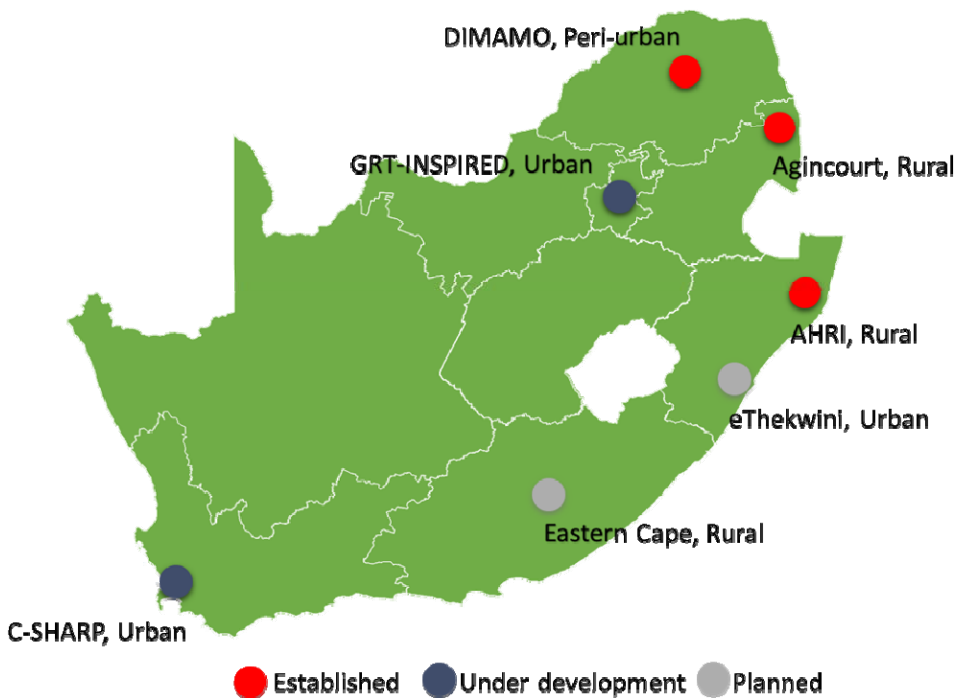 DIMAMO, Peri-urban
GRT-INSPIRED, Urban
Agincourt, Rural
AHRI, Rural
eThekwini, Urban
Eastern Cape, Rural
C-SHARP, Urban
Established Under development Planned